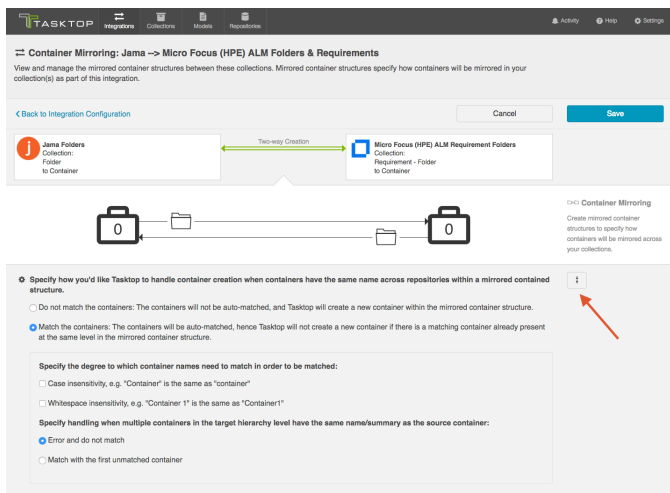 TASKTOP
Integrations
Collections
Models
Repositories
Activity
Help
Settings
Container Mirroring: Jama --> Micro Focus (HPE) ALM Folders & Requirements
View and manage the mirrored container structures between these collections. Mirrored container structures specify how containers will be mirrored in your
collection(s) as part of this integration.
Back to Integration Configuration
Cancel
Save
Jama Folders
Collection:
Folder
to Container
Two-way Creation
Micro Focus (HPE) ALM Requirement Folders
Collection:
Requirement - Folder
to Container
0
0
Container Mirroring
Create mirrored container
structures to specify how
containers will be mirrored across
your collections.
Specify how you'd like Tasktop to handle container creation when containers have the same name across repositories within a mirrored contained
structure.
Do not match the containers: The containers will not be auto-matched, and Tasktop will create a new container within the mirrored container structure.
Match the containers: The containers will be auto-matched, hence Tasktop will not create a new container if there is a matching container already present
at the same level in the mirrored container structure.
Specify the degree to which container names need to match in order to be matched:
Case insensitivity, e.g. "Container" is the same as "container"
Whitespace insensitivity, e.g. "Container 1" is the same as "Container1"
Specify handling when multiple containers in the target hierarchy level have the same name/summary as the source container:
Error and do not match
Match with the first unmatched container